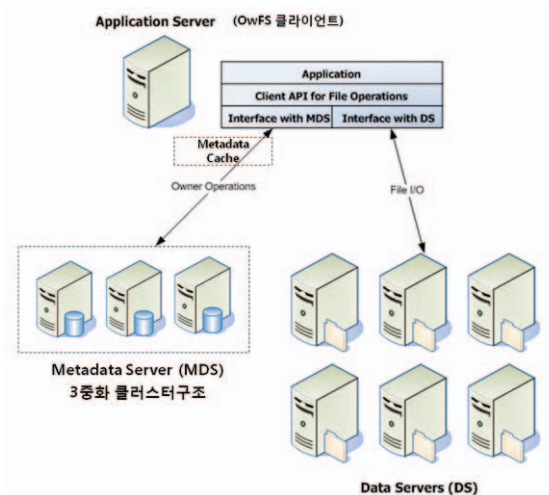 Application Server (OwFS 클라이언트)
Application
Client API for File Operations
Interface with MDS
Interface with DS
Metadata
Cache
Owner Operations
File I/O
Metadata Server (MDS)
3중화 클러스터구조
Data Servers (DS)